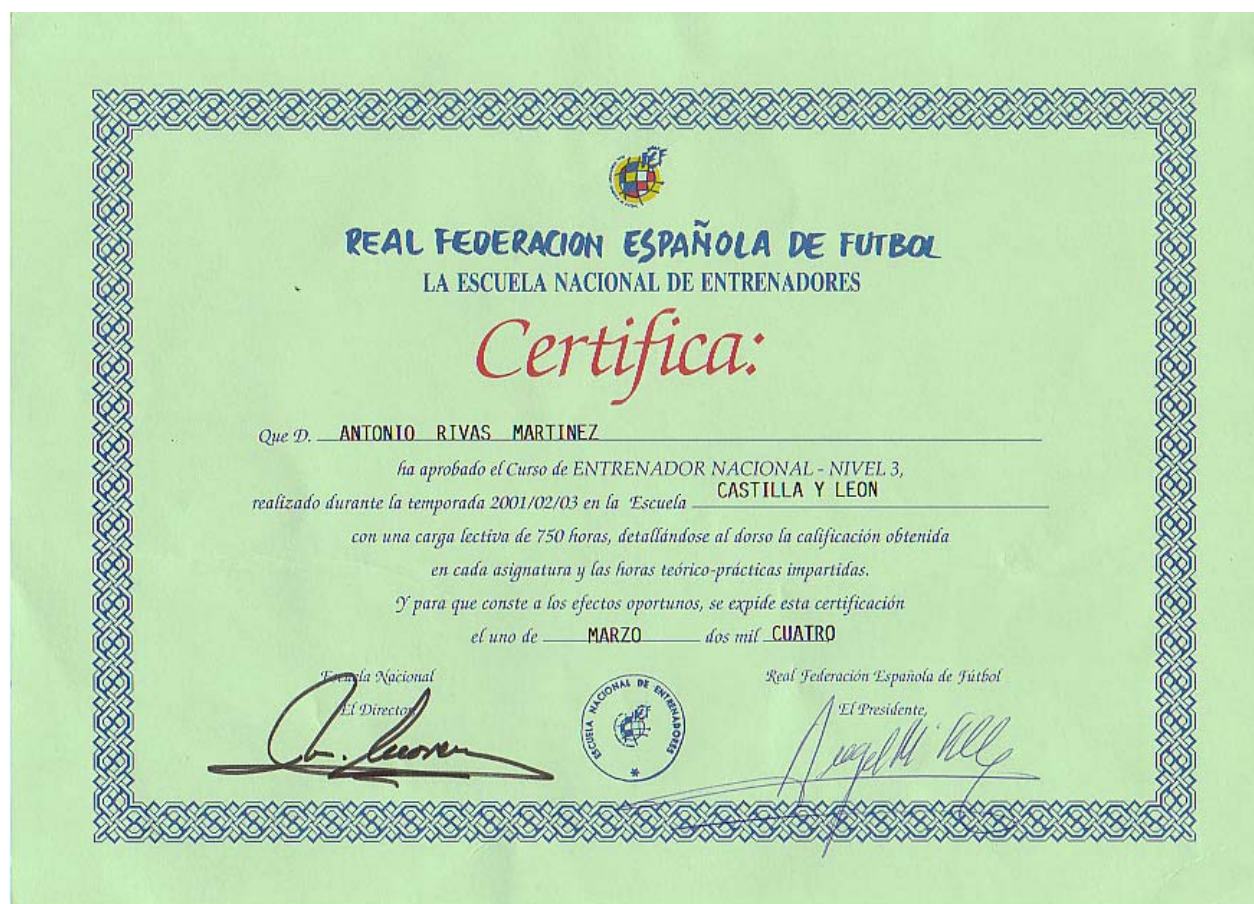 REAL FEDERACION ESPAÑOLA DE FUTBOL
LA ESCUELA NACIONAL DE ENTRENADORES
Certifica:
Que D. ANTONIO RIVAS MARTINEZ
ha aprobado el Curso de ENTRENADOR NACIONAL - NIVEL 3,
realizado durante la temporada 2001/02/03 en la Escuela CASTILLA Y LEON
con una carga lectiva de 750 horas, detallándose al dorso la calificación obtenida
en cada asignatura y las horas teórico-prácticas impartidas.
Y para que conste a los efectos oportunos, se expide esta certificación
el uno de MARZO dos mil CUATRO
Escuela Nacional
El Director
ESCUELA NACIONAL DE ENTRENADORES
Real Federación Española de Fútbol
El Presidente,